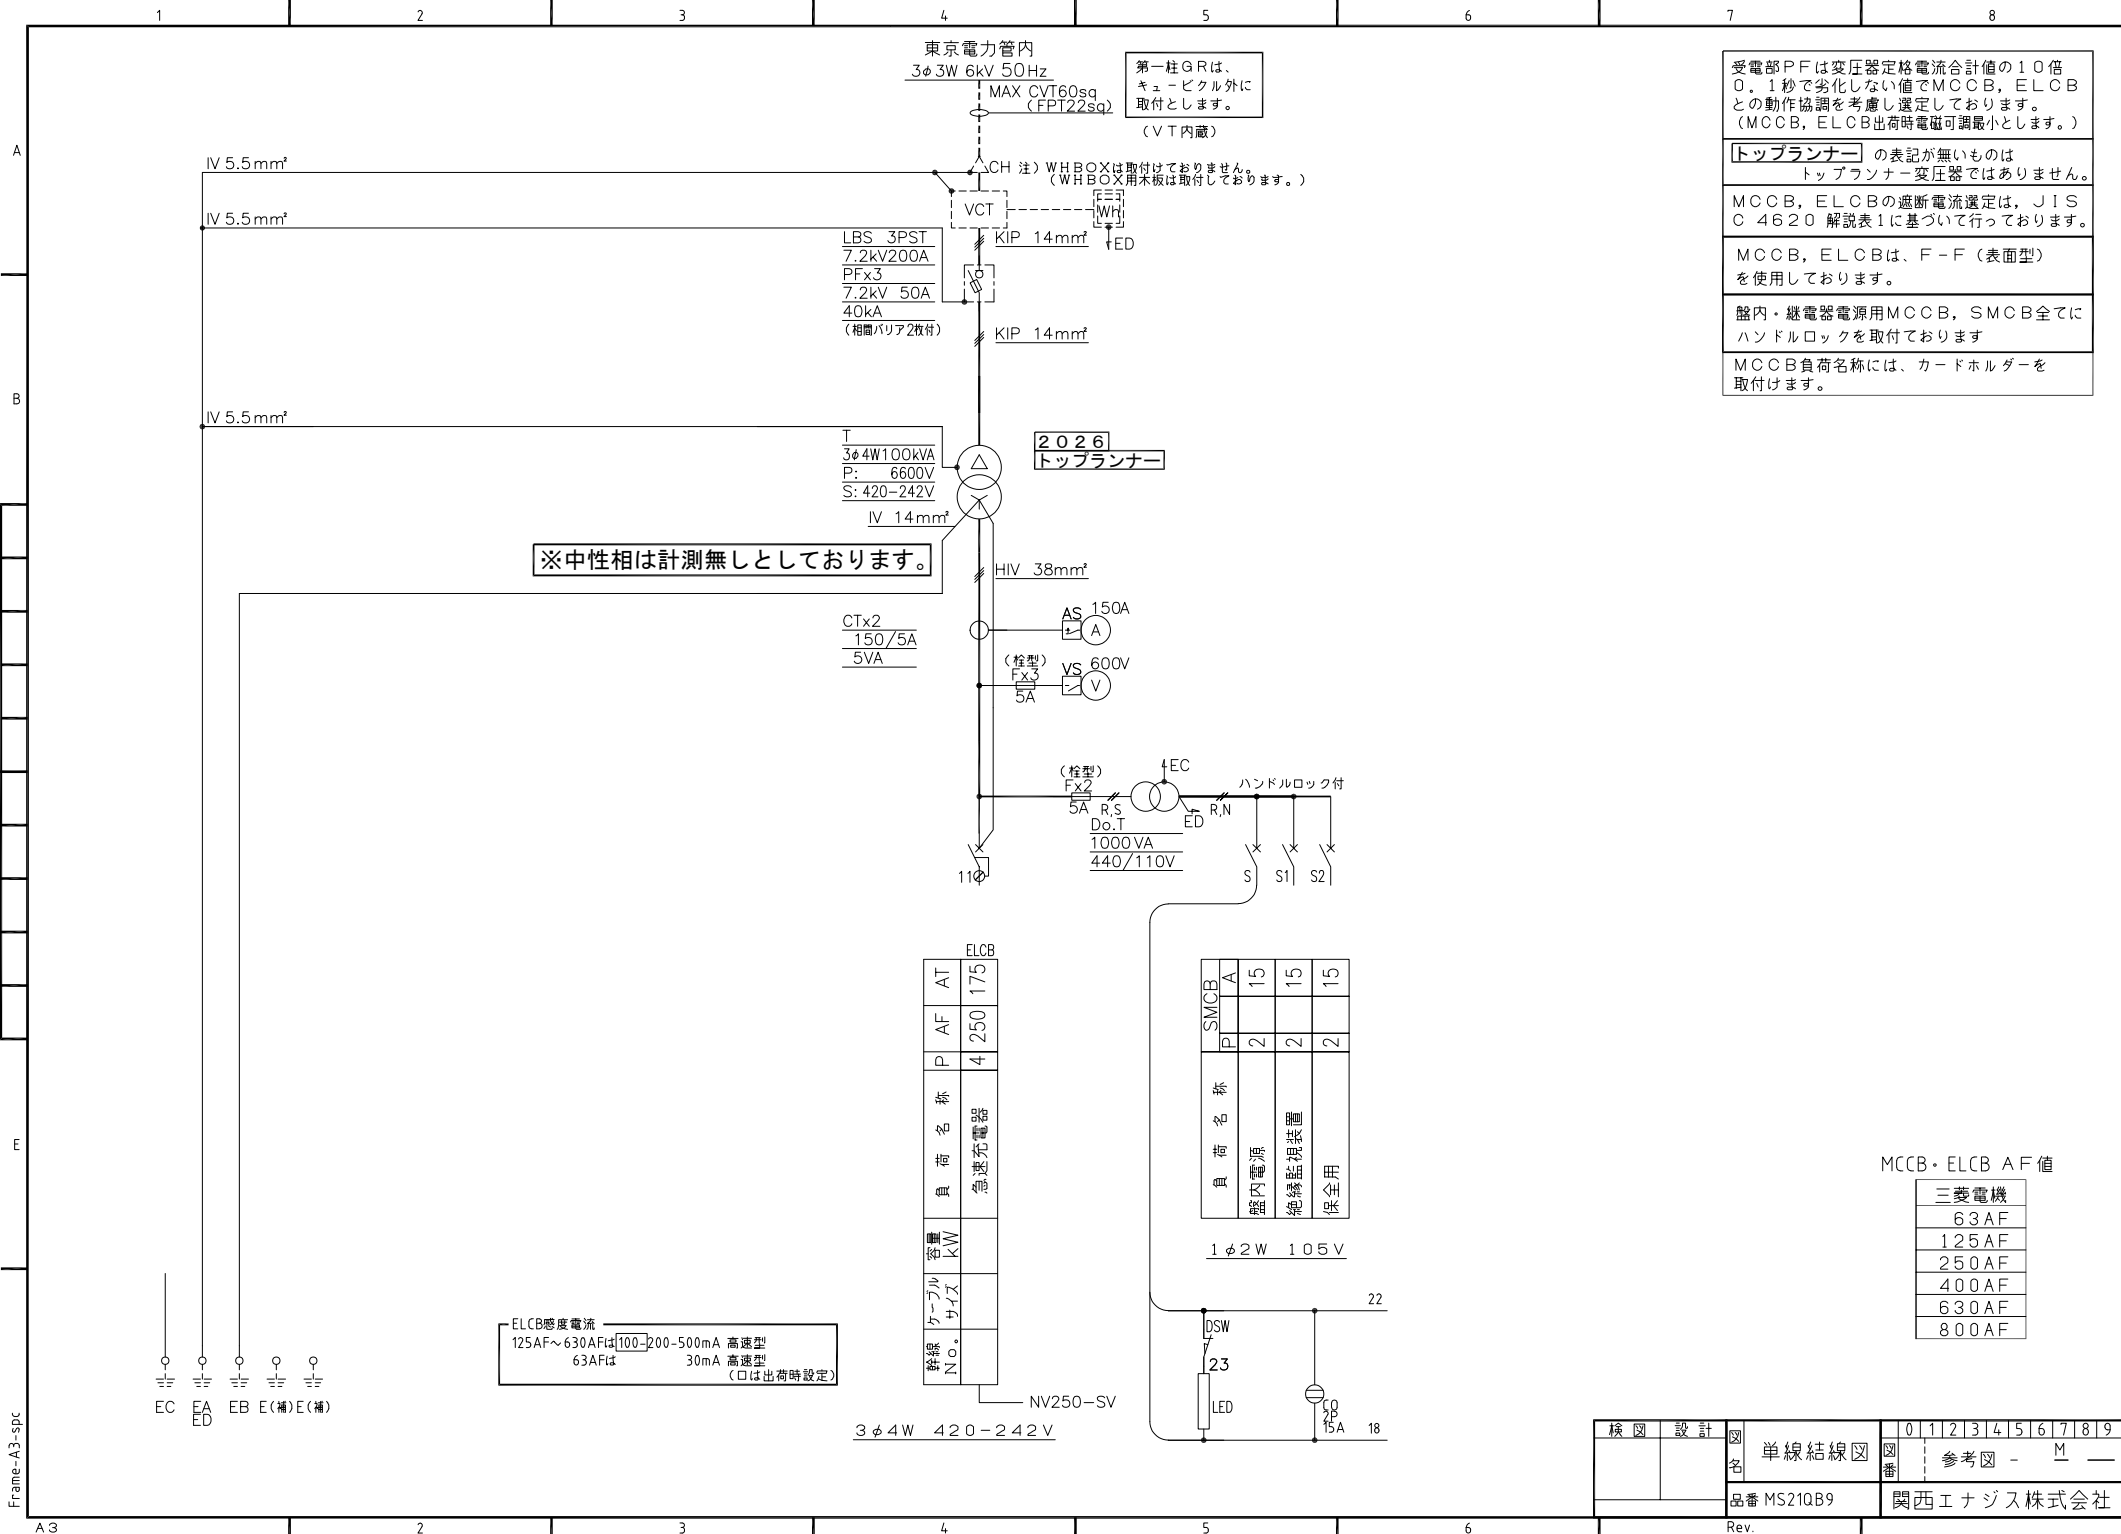 1 2 3 4 5 6 7 8
東京電力管内
3φ3W 6kV 50Hz
MAX CVT60sq
(FPT22sq)
第一柱GRは、
キュービクル外に
取付とします。
(VT内蔵)
受電部PFは変圧器定格電流合計値の10倍
0.1秒で劣化しない値でMCCB,ELCB
との動作協調を考慮し選定しております。
(MCCB,ELCB出荷時電磁可調最小とします。)
トップランナー の表記が無いものは
トップランナー変圧器ではありません。
MCCB,ELCBの遮断電流選定は,JIS
C 4620 解説表1に基づいて行っております。
MCCB,ELCBは、F-F(表面型)
を使用しております。
盤内・継電器電源用MCCB,SMCB全てに
ハンドルロックを取付ております
MCCB負荷名称には、カードホルダーを
取付けます。
A
IV 5.5mm²
CH 注)WHBOXは取付けておりません。
(WHBOX用木板は取付しております。)
VCT
Wh
ED
IV 5.5mm²
KIP 14mm²
LBS 3PST
7.2kV200A
PFx3
7.2kV 50A
40kA
(相間バリア2枚付)
KIP 14mm²
B
IV 5.5mm²
T
3φ4W100kVA
P: 6600V
S: 420-242V
2026
トップランナー
IV 14mm²
※中性相は計測無しとしております。
HIV 38mm²
CTx2
150/5A
5VA
AS 150A
A
(栓型)
Fx3
5A
VS 600V
V
(栓型)
Fx2
5A
R,S
EC
ED
R,N
ハンドルロック付
Do.T
1000VA
440/110V
11
S S1 S2
ELCB
AT 175
AF 250
P 4
負荷名称 急速充電器
容量
kW
ケーブル
サイズ
幹線
No.
NV250-SV
3φ4W 420-242V
SMCB
A 15 15 15
P 2 2 2
負荷名称 盤内電源 絶縁監視装置 保全用
1φ2W 105V
22
DSW
23
LED
CO
2P
15A
18
E
MCCB・ELCB AF値
三菱電機
63AF
125AF
250AF
400AF
630AF
800AF
ELCB感度電流
125AF～630AFは100-200-500mA 高速型
63AFは 30mA 高速型
(口は出荷時設定)
EC EA EB E(補) E(補)
ED
検図 設計
図名 単線結線図
図番 0 1 2 3 4 5 6 7 8 9
参考図 - M —
品番 MS21QB9
関西エナジス株式会社
Frame-A3-spc
A3 2 3 4 5 6 Rev.